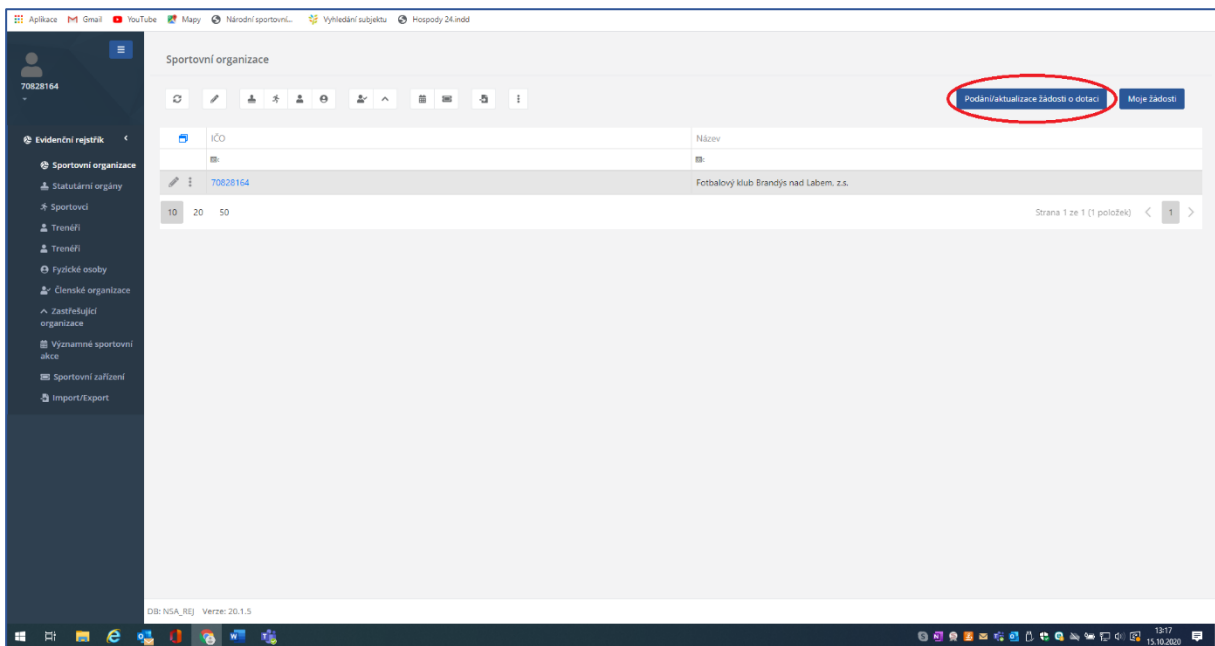 Aplikace Gmail YouTube Mapy Národní sportovní... Vyhledání subjektu Hospody 24.indd
70828164
Evidenční rejstřík
Sportovní organizace
Statutární orgány
Sportovci
Trenéři
Trenéři
Fyzické osoby
Členské organizace
Zastřešující
organizace
Významné sportovní
akce
Sportovní zařízení
Import/Export
Sportovní organizace
Podání/aktualizace žádosti o dotaci Moje žádosti
IČO Název
70828164 Fotbalový klub Brandýs nad Labem, z.s.
10 20 50 Strana 1 ze 1 (1 položek) 1
DB: NSA_REJ Verze: 20.1.5
13:17
15.10.2020